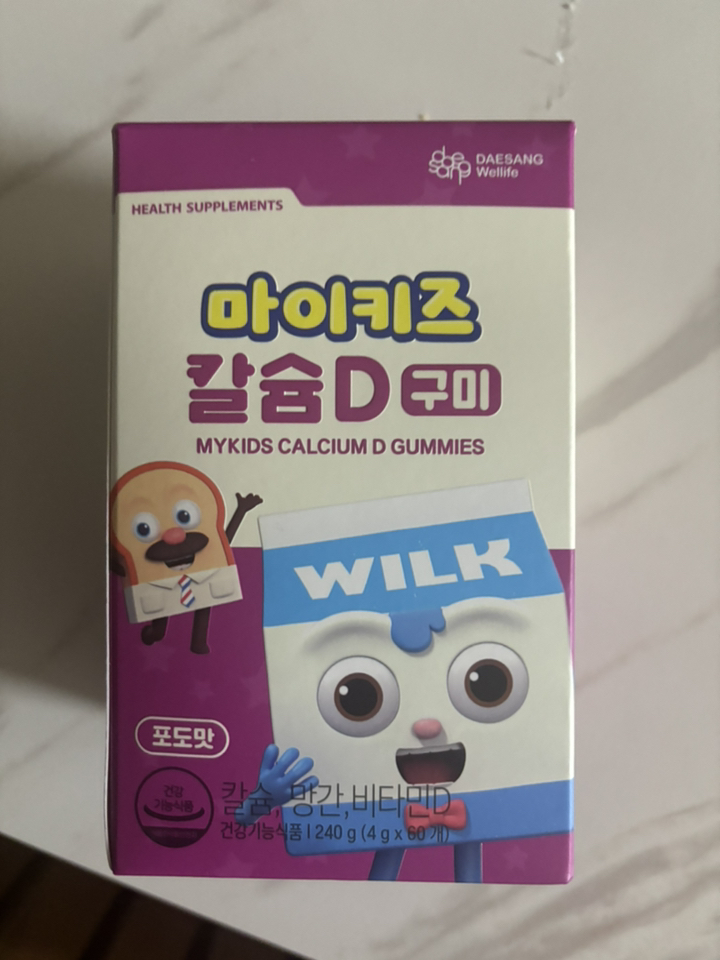 daesang
DAESANG
Wellife
HEALTH SUPPLEMENTS
마이키즈
칼슘D 구미
MYKIDS CALCIUM D GUMMIES
WILK
포도맛
건강
기능식품
칼슘, 망간, 비타민D
건강기능식품 I 240 g (4 g x 60 개)